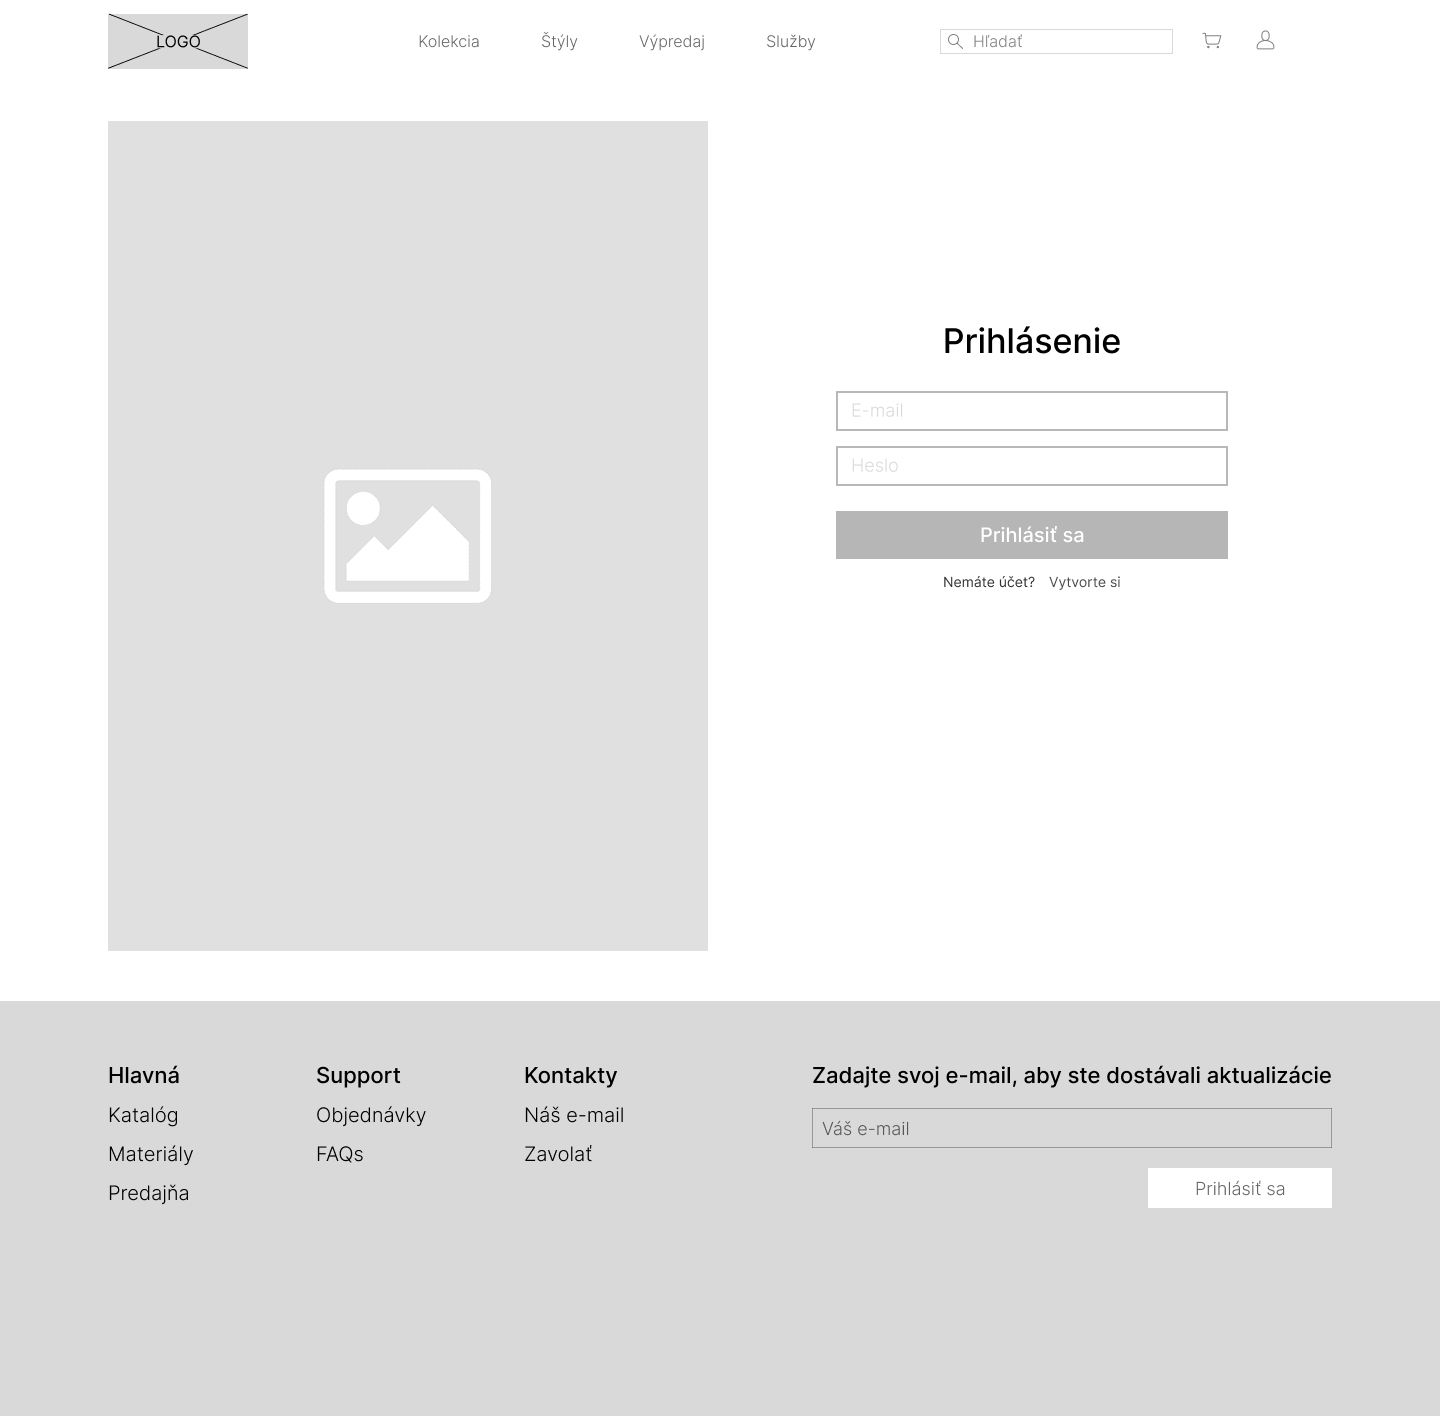 LOGO
Kolekcia
Štýly
Výpredaj
Služby
Hľadať
Prihlásenie
E-mail
Heslo
Prihlásiť sa
Nemáte účet? Vytvorte si
Hlavná
Katalóg
Materiály
Predajňa
Support
Objednávky
FAQs
Kontakty
Náš e-mail
Zavolať
Zadajte svoj e-mail, aby ste dostávali aktualizácie
Váš e-mail
Prihlásiť sa